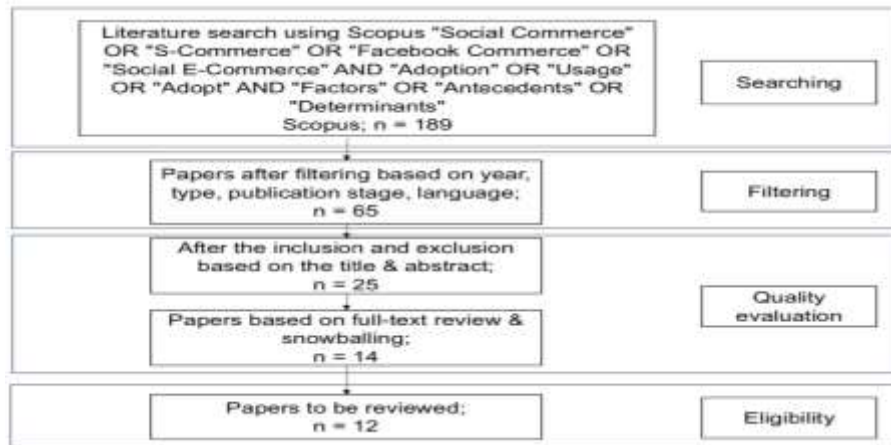 Literature search using Scopus "Social Commerce"
OR "S-Commerce" OR "Facebook Commerce" OR
"Social E-Commerce" AND "Adoption" OR "Usage"
OR "Adopt" AND "Factors" OR "Antecedents" OR
"Determinants"
Scopus; n = 189
Searching
Papers after filtering based on year,
type, publication stage, language;
n = 65
Filtering
After the inclusion and exclusion
based on the title & abstract;
n = 25
Papers based on full-text review &
snowballing;
n = 14
Quality
evaluation
Papers to be reviewed;
n = 12
Eligibility